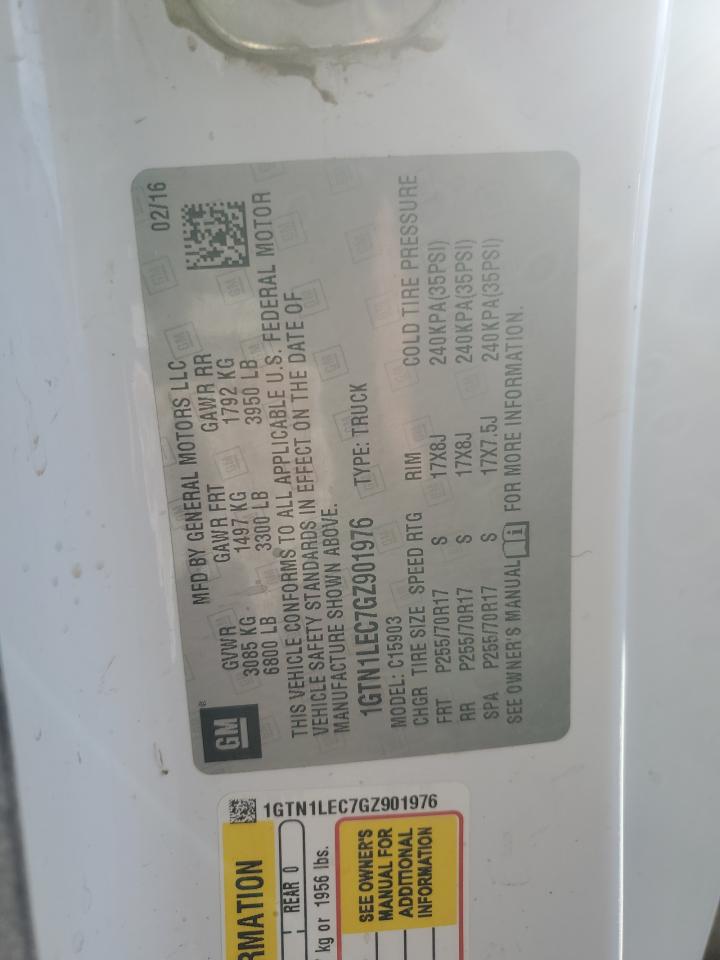 MFD BY GENERAL MOTORS LLC 02/16
GVWR GAWR FRT GAWR RR
3085 KG 1497 KG 1792 KG
6800 LB 3300 LB 3950 LB
THIS VEHICLE CONFORMS TO ALL APPLICABLE U.S. FEDERAL MOTOR
VEHICLE SAFETY STANDARDS IN EFFECT ON THE DATE OF
MANUFACTURE SHOWN ABOVE.
GM®
1GTN1LEC7GZ901976 TYPE: TRUCK
MODEL: C15903
CHGR TIRE SIZE SPEED RTG RIM COLD TIRE PRESSURE
FRT P255/70R17 S 17X8J 240KPA(35PSI)
RR P255/70R17 S 17X8J 240KPA(35PSI)
SPA P255/70R17 S 17X7.5J 240KPA(35PSI)
SEE OWNER'S MANUAL i FOR MORE INFORMATION.
1GTN1LEC7GZ901976
RMATION
REAR 0
kg or 1956 lbs.
SEE OWNER'S
MANUAL FOR
ADDITIONAL
INFORMATION